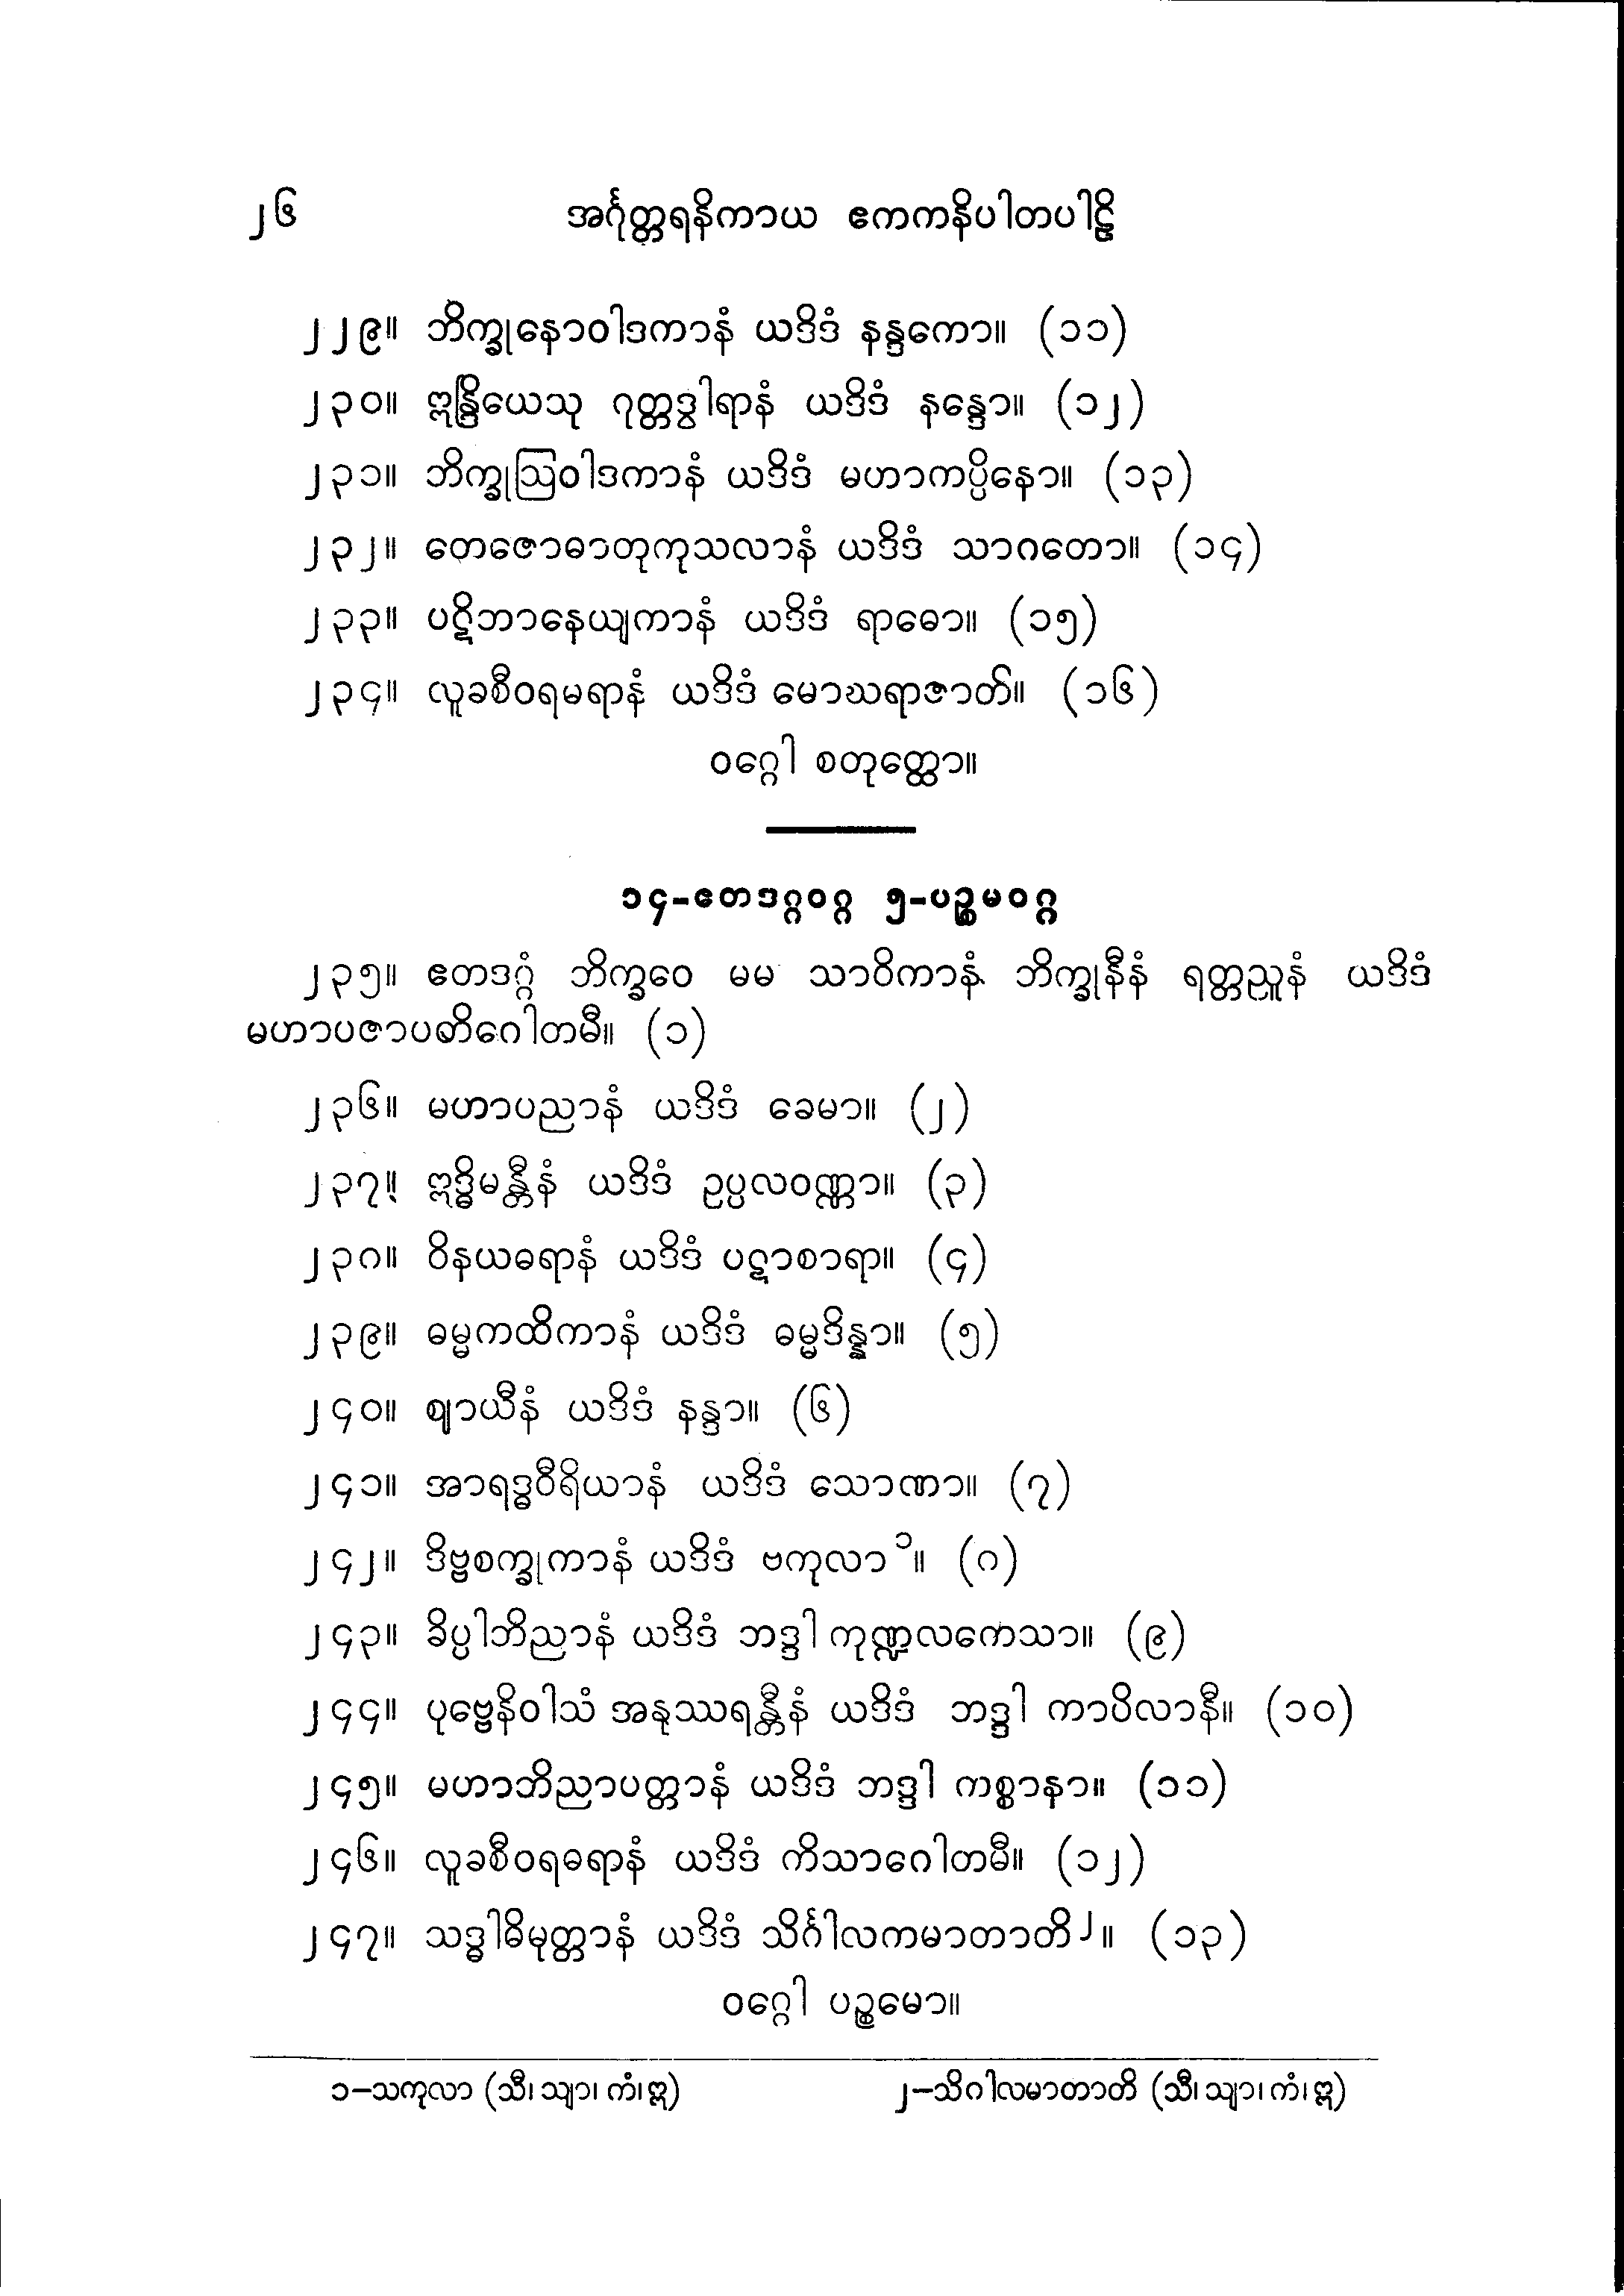 ၂၆ အင်္ဂုတ္တရနိကာယ ဧကကနိပါတပါဠိ
၂၂၉။ ဘိက္ခုနောဝါဒကာနံ ယဒိဒံ နန္ဒကော။ (၁၁)
၂၃၀။ ဣန္ဒြိယေသု ဂုတ္တဒွါရာနံ ယဒိဒံ နန္ဒော။ (၁၂)
၂၃၁။ ဘိက္ခုဩဝါဒကာနံ ယဒိဒံ မဟာကပ္ပိနော။ (၁၃)
၂၃၂။ တေဇောဓာတုကုသလာနံ ယဒိဒံ သာဂတော။ (၁၄)
၂၃၃။ ပဋိဘာနေယျကာနံ ယဒိဒံ ရာဓော။ (၁၅)
၂၃၄။ လူခစီဝရမရာနံ ယဒိဒံ မောဃရာဇာတိ။ (၁၆)
ဝဂ္ဂေါ စတုတ္ထော။
၁၄-ဧတဒဂ္ဂဝဂ္ဂ ၅-ပဉ္စမဝဂ္ဂ
၂၃၅။ ဧတဒဂ္ဂံ ဘိက္ခဝေ မမ သာဝိကာနံ ဘိက္ခုနီနံ ရတ္တညူနံ ယဒိဒံ
မဟာပဇာပတိဂေါတမီ။ (၁)
၂၃၆။ မဟာပညာနံ ယဒိဒံ ခေမာ။ (၂)
၂၃၇။ ဣဒ္ဓိမန္တီနံ ယဒိဒံ ဥပ္ပလဝဏ္ဏာ။ (၃)
၂၃၈။ ဝိနယဓရာနံ ယဒိဒံ ပဋာစာရာ။ (၄)
၂၃၉။ ဓမ္မကထိကာနံ ယဒိဒံ ဓမ္မဒိန္နာ။ (၅)
၂၄၀။ ဈာယီနံ ယဒိဒံ နန္ဒာ။ (၆)
၂၄၁။ အာရဒ္ဓဝီရိယာနံ ယဒိဒံ သောဏာ။ (၇)
၂၄၂။ ဒိဗ္ဗစက္ခုကာနံ ယဒိဒံ ဗကုလာ ၁။ (၈)
၂၄၃။ ခိပ္ပါဘိညာနံ ယဒိဒံ ဘဒ္ဒါ ကုဏ္ဍလကေသာ။ (၉)
၂၄၄။ ပုဗ္ဗေနိဝါသံ အနုဿရန္တီနံ ယဒိဒံ ဘဒ္ဒါ ကာပိလာနီ။ (၁၀)
၂၄၅။ မဟာဘိညာပတ္တာနံ ယဒိဒံ ဘဒ္ဒါ ကစ္စာနာ။ (၁၁)
၂၄၆။ လူခစီဝရဓရာနံ ယဒိဒံ ကိသာဂေါတမီ။ (၁၂)
၂၄၇။ သဒ္ဓါဓိမုတ္တာနံ ယဒိဒံ သိင်္ဂါလကမာတာတိ ၂။ (၁၃)
ဝဂ္ဂေါ ပဉ္စမော။
၁-သကုလာ (သီ၊ သျာ၊ ကံ၊ ဣ) ၂-သိဂါလမာတာတိ (သီ၊ သျာ၊ ကံ၊ ဣ)